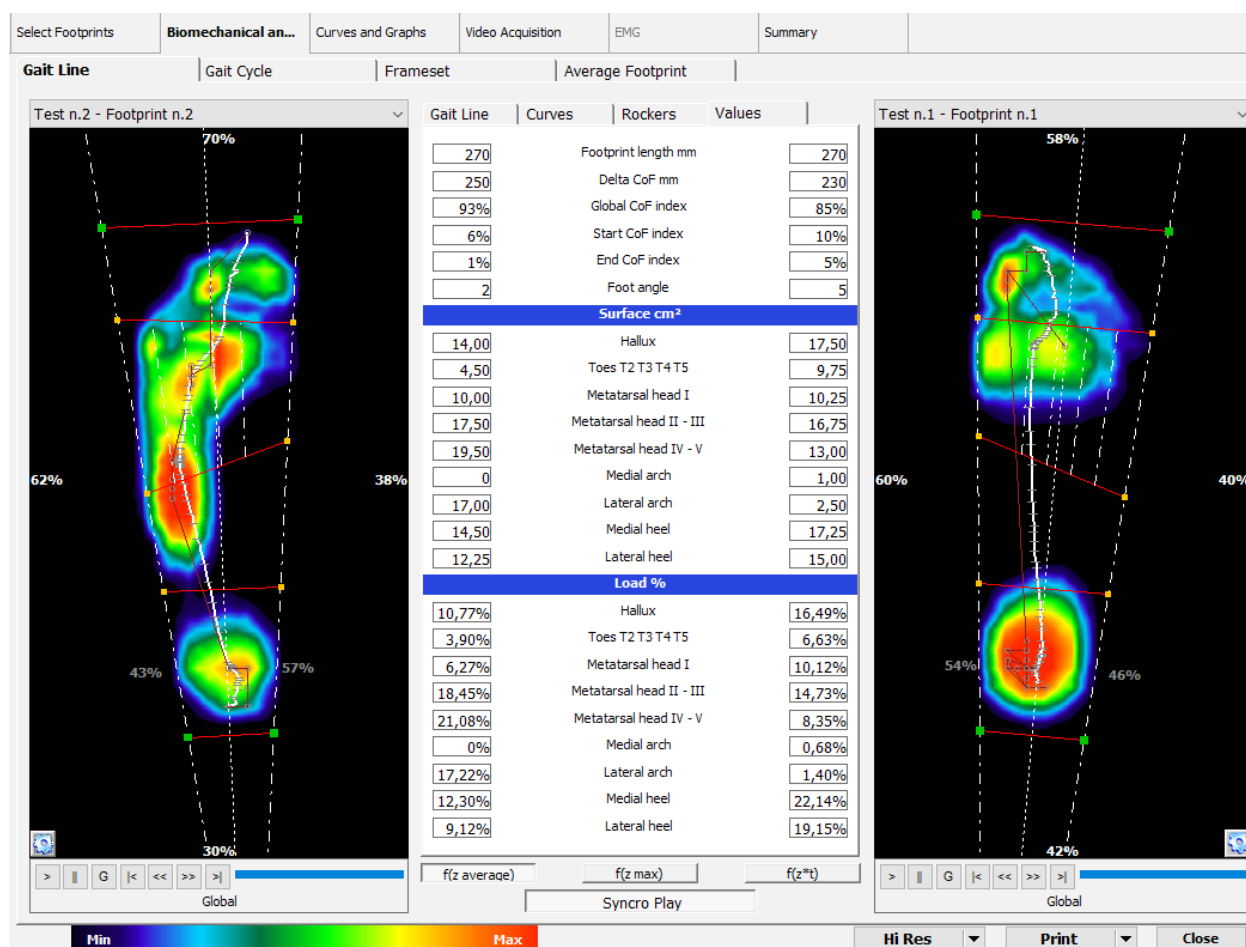 Select Footprints Biomechanical an... Curves and Graphs Video Acquisition EMG Summary
Gait Line Gait Cycle Frameset Average Footprint
Test n.2 - Footprint n.2 Gait Line Curves Rockers Values Test n.1 - Footprint n.1
70% 58%
270 Footprint length mm 270
250 Delta CoF mm 230
93% Global CoF index 85%
6% Start CoF index 10%
1% End CoF index 5%
2 Foot angle 5
Surface cm²
14,00 Hallux 17,50
4,50 Toes T2 T3 T4 T5 9,75
10,00 Metatarsal head I 10,25
17,50 Metatarsal head II - III 16,75
19,50 Metatarsal head IV - V 13,00
62% 38% 0 Medial arch 1,00 60% 40%
17,00 Lateral arch 2,50
14,50 Medial heel 17,25
12,25 Lateral heel 15,00
Load %
10,77% Hallux 16,49%
3,90% Toes T2 T3 T4 T5 6,63%
43% 57% 6,27% Metatarsal head I 10,12% 54% 46%
18,45% Metatarsal head II - III 14,73%
21,08% Metatarsal head IV - V 8,35%
0% Medial arch 0,68%
17,22% Lateral arch 1,40%
12,30% Medial heel 22,14%
9,12% Lateral heel 19,15%
30% 42%
> || G |< << >> >| f(z average) f(z max) f(z*t) > || G |< << >> >|
Global Syncro Play Global
Min Max Hi Res Print Close